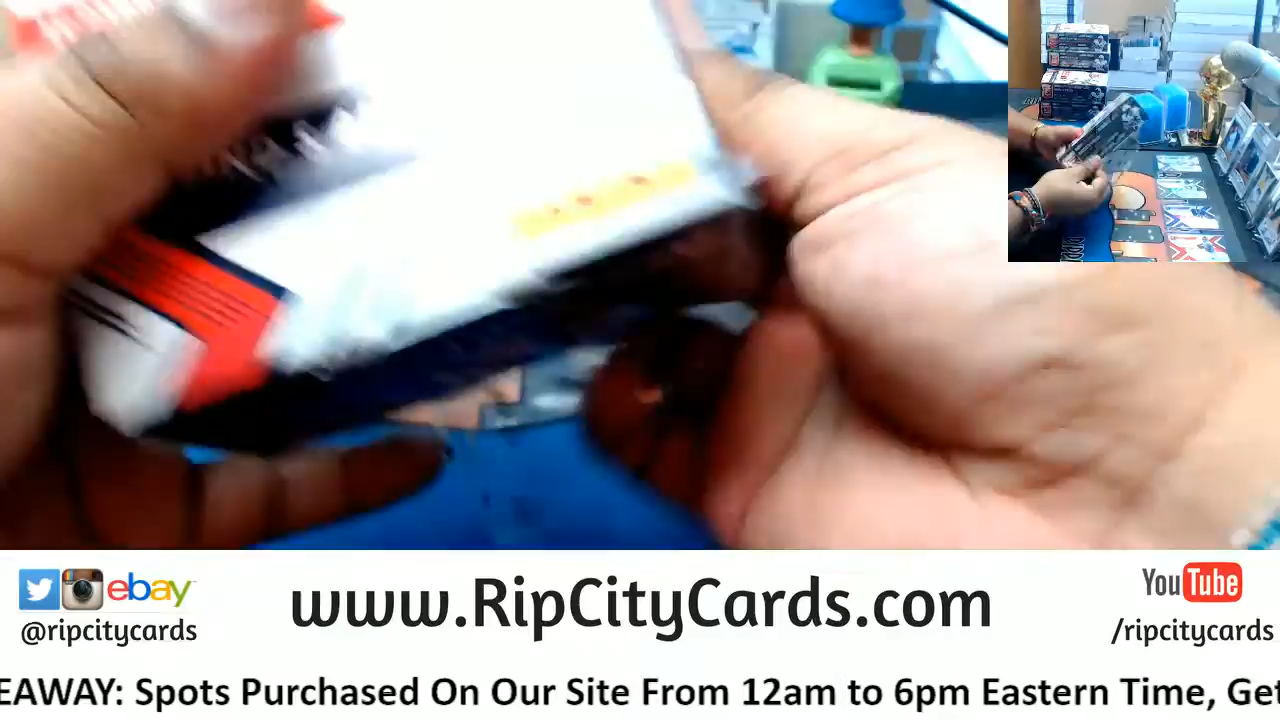 ebay
@ripcitycards
www.RipCityCards.com
YouTube
/ripcitycards
EAWAY: Spots Purchased On Our Site From 12am to 6pm Eastern Time, Get